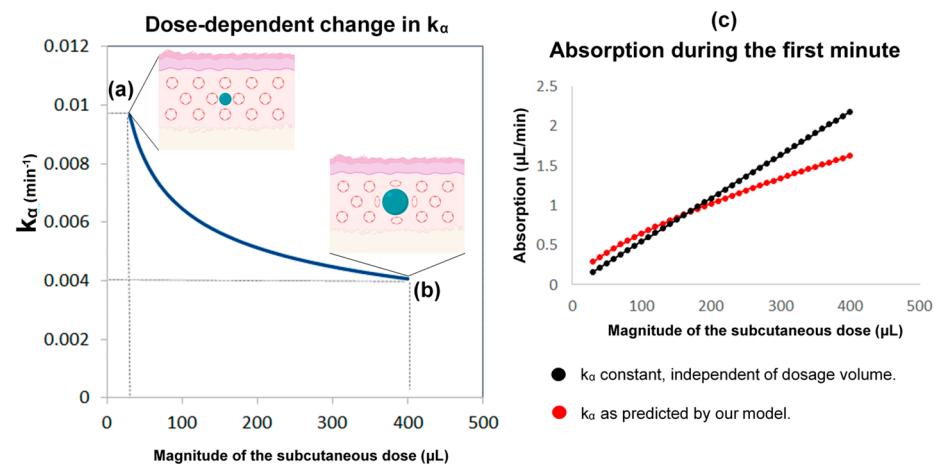 Dose-dependent change in kα
0.012
0.01
0.008
0.006
0.004
0.002
0
kα (min⁻¹)
(a)
(b)
0
100
200
300
400
500
Magnitude of the subcutaneous dose (µL)
(c)
Absorption during the first minute
2.5
2
1.5
1
0.5
0
Absorption (µL/min)
0
100
200
300
400
500
Magnitude of the subcutaneous dose (µL)
kα constant, independent of dosage volume.
kα as predicted by our model.